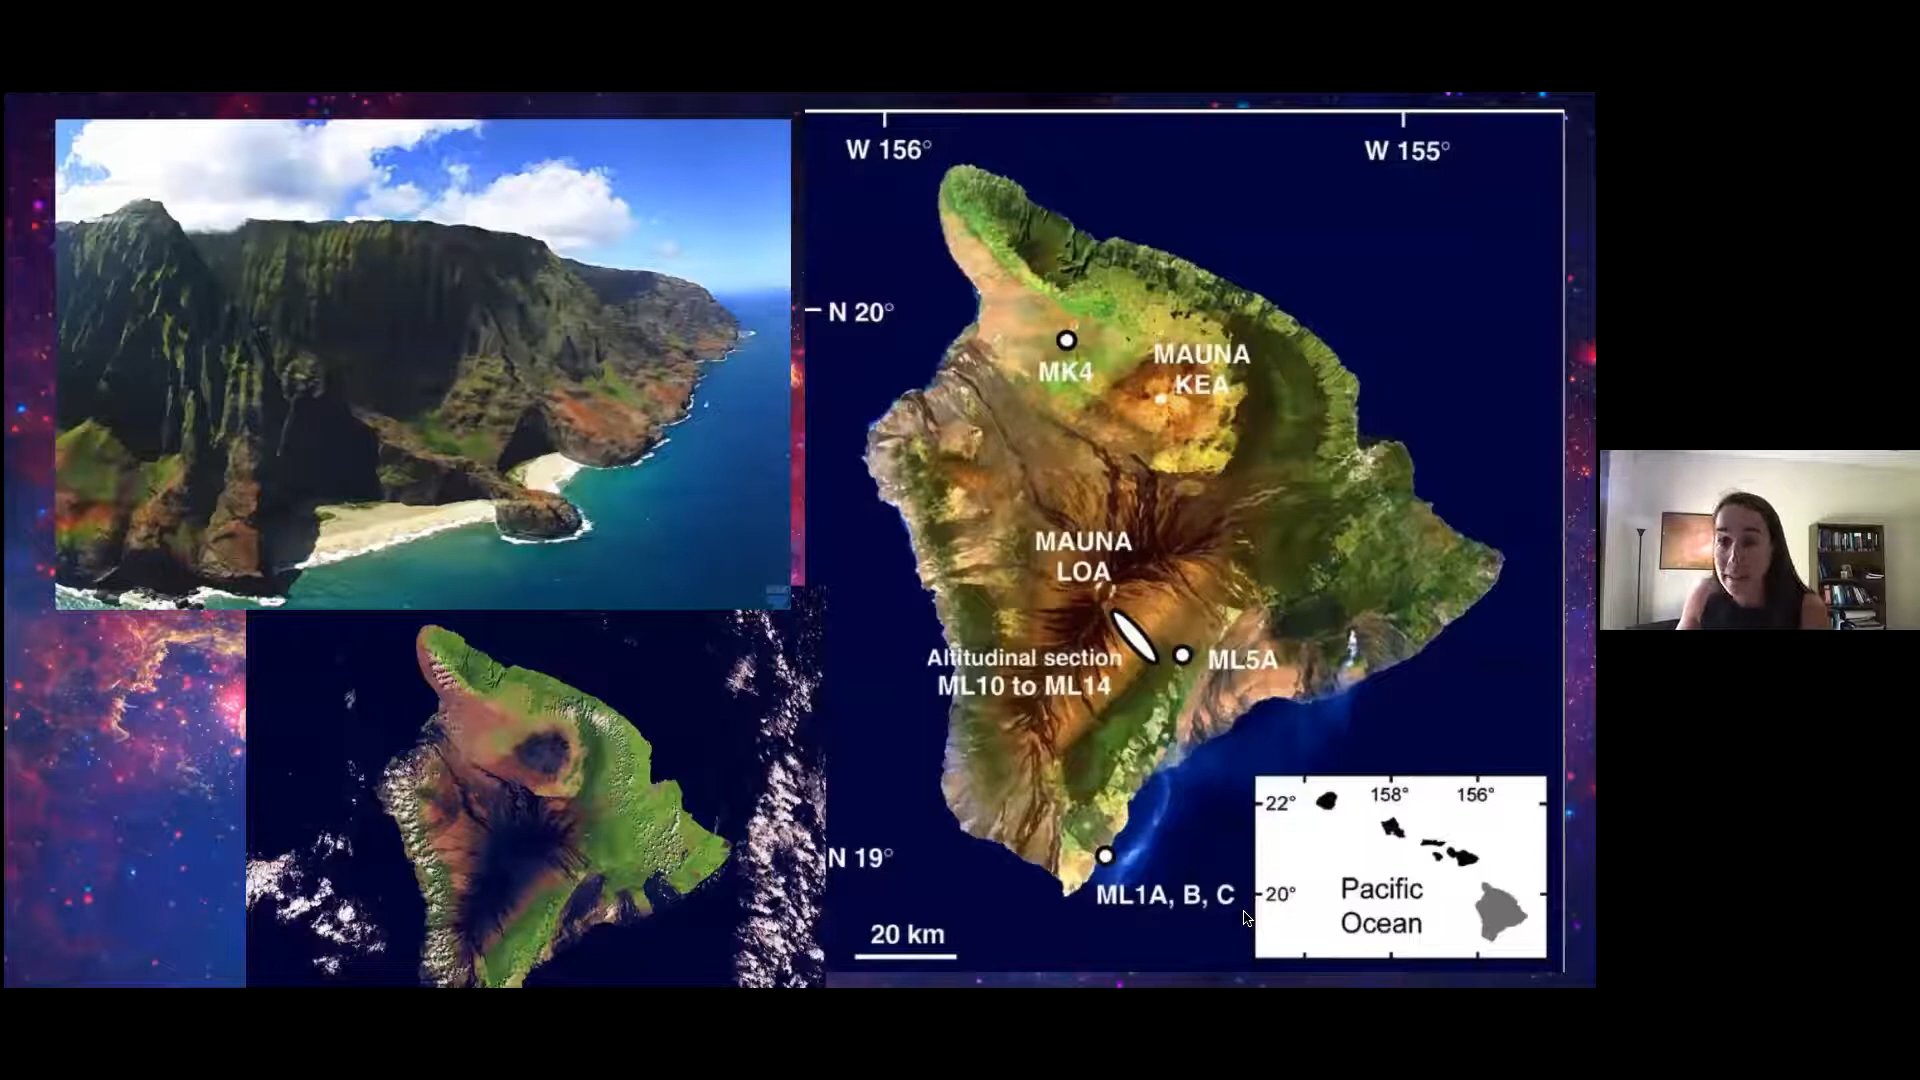 W 156°
W 155°
N 20°
MK4
MAUNA
KEA
MAUNA
LOA
Altitudinal section
ML10 to ML14
ML5A
N 19°
ML1A, B, C
20 km
22°
158°
156°
20°
Pacific
Ocean